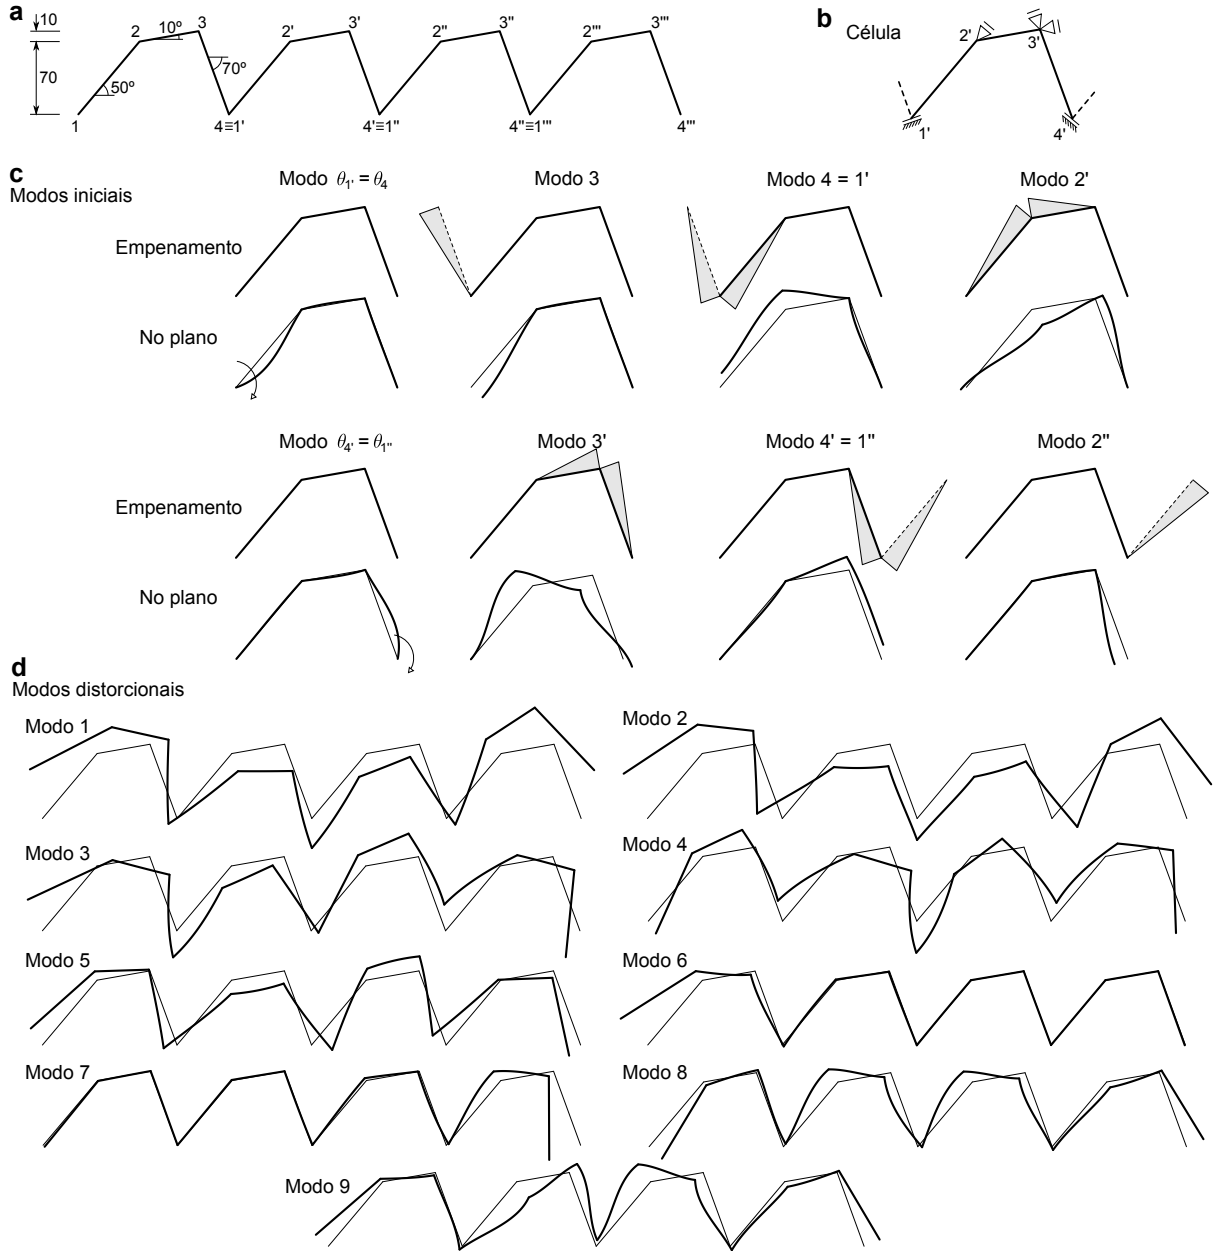 a
10
70
2
10º
3
50º
70º
1
4≡1'
2'
3'
4'≡1"
2"
3"
4"≡1'"
2'"
3'"
4'"
b
Célula
2'
3'
1'
4'
c
Modos iniciais
Modo θ1' = θ4
Modo 3
Modo 4 = 1'
Modo 2'
Empenamento
No plano
Modo θ4' = θ1"
Modo 3'
Modo 4' = 1"
Modo 2"
Empenamento
No plano
d
Modos distorcionais
Modo 1
Modo 2
Modo 3
Modo 4
Modo 5
Modo 6
Modo 7
Modo 8
Modo 9